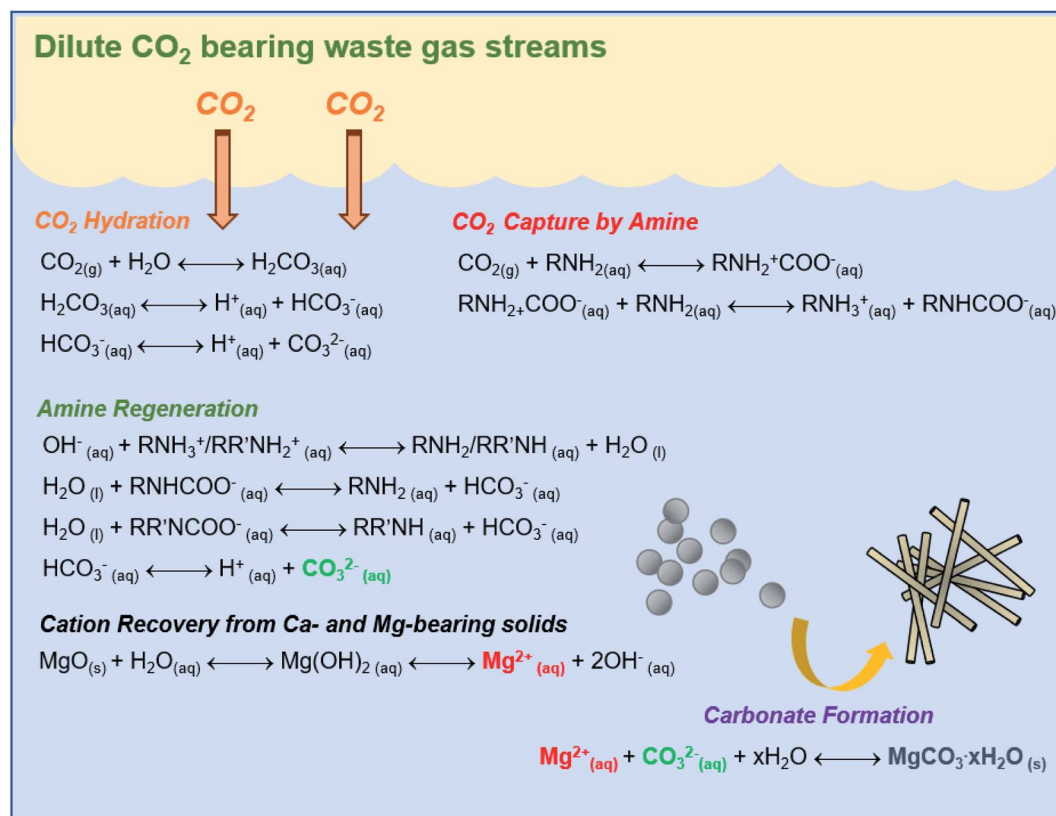 Dilute CO₂ bearing waste gas streams
CO₂ CO₂
CO₂ Hydration
CO₂(g) + H₂O ⟷ H₂CO₃(aq)
H₂CO₃(aq) ⟷ H⁺(aq) + HCO₃⁻(aq)
HCO₃⁻(aq) ⟷ H⁺(aq) + CO₃²⁻(aq)
CO₂ Capture by Amine
CO₂(g) + RNH₂(aq) ⟷ RNH₂⁺COO⁻(aq)
RNH₂₊COO⁻(aq) + RNH₂(aq) ⟷ RNH₃⁺(aq) + RNHCOO⁻(aq)
Amine Regeneration
OH⁻ (aq) + RNH₃⁺/RR'NH₂⁺ (aq) ⟷ RNH₂/RR'NH (aq) + H₂O (l)
H₂O (l) + RNHCOO⁻ (aq) ⟷ RNH₂ (aq) + HCO₃⁻ (aq)
H₂O (l) + RR'NCOO⁻ (aq) ⟷ RR'NH (aq) + HCO₃⁻ (aq)
HCO₃⁻ (aq) ⟷ H⁺ (aq) + CO₃²⁻ (aq)
Cation Recovery from Ca- and Mg-bearing solids
MgO(s) + H₂O(aq) ⟷ Mg(OH)₂ (aq) ⟷ Mg²⁺ (aq) + 2OH⁻ (aq)
Carbonate Formation
Mg²⁺(aq) + CO₃²⁻(aq) + xH₂O ⟷ MgCO₃·xH₂O (s)